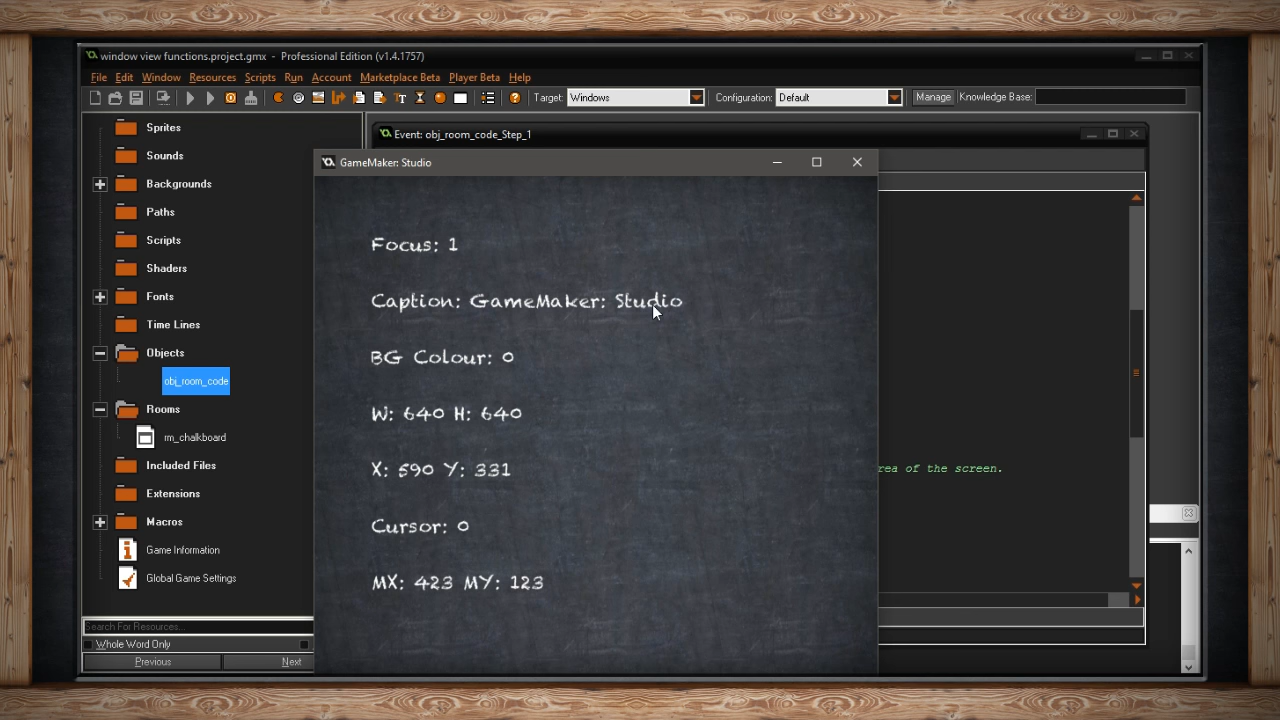 window view functions.project.gmx - Professional Edition (v1.4.1757)
File Edit Window Resources Scripts Run Account Marketplace Beta Player Beta Help
Target: Windows Configuration: Default Manage Knowledge Base:
Sprites
Sounds
Backgrounds
Paths
Scripts
Shaders
Fonts
Time Lines
Objects
obj_room_code
Rooms
rm_chalkboard
Included Files
Extensions
Macros
Game Information
Global Game Settings
Search For Resources...
Whole Word Only
Previous Next
Event: obj_room_code_Step_1
GameMaker: Studio
Focus: 1
Caption: GameMaker: Studio
BG Colour: 0
W: 640 H: 640
X: 590 Y: 331
Cursor: 0
MX: 423 MY: 123
rea of the screen.